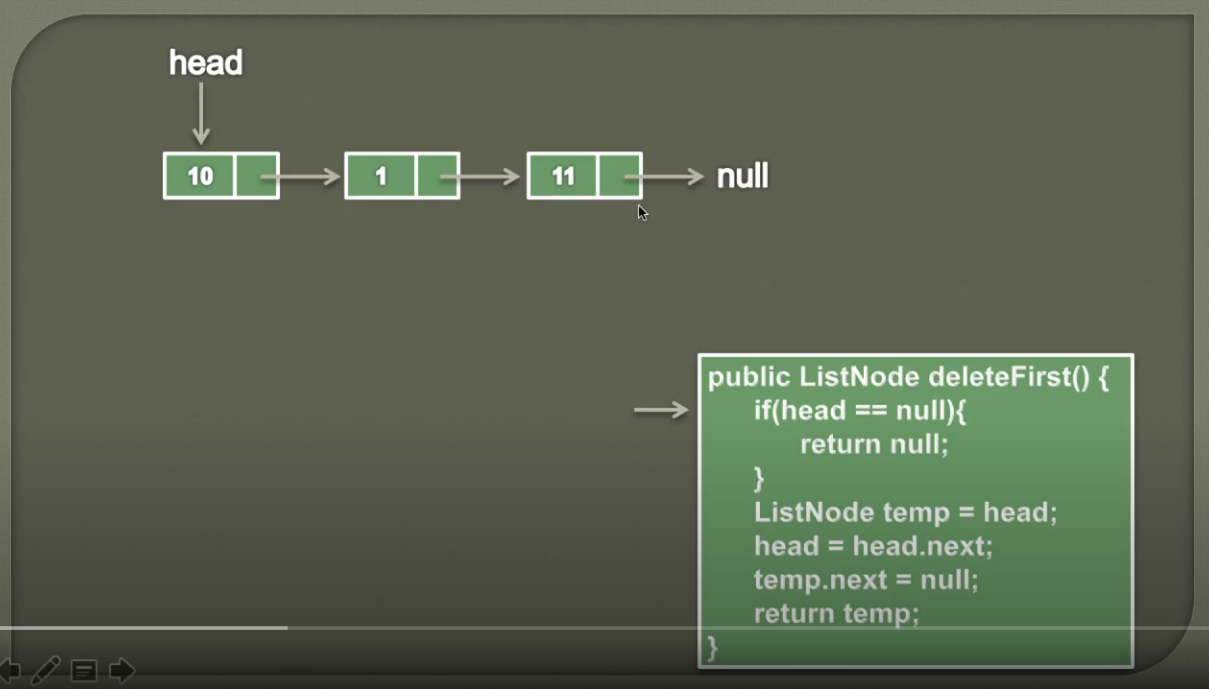 head
10 1 11 null
public ListNode deleteFirst() {
if(head == null){
return null;
}
ListNode temp = head;
head = head.next;
temp.next = null;
return temp;
}